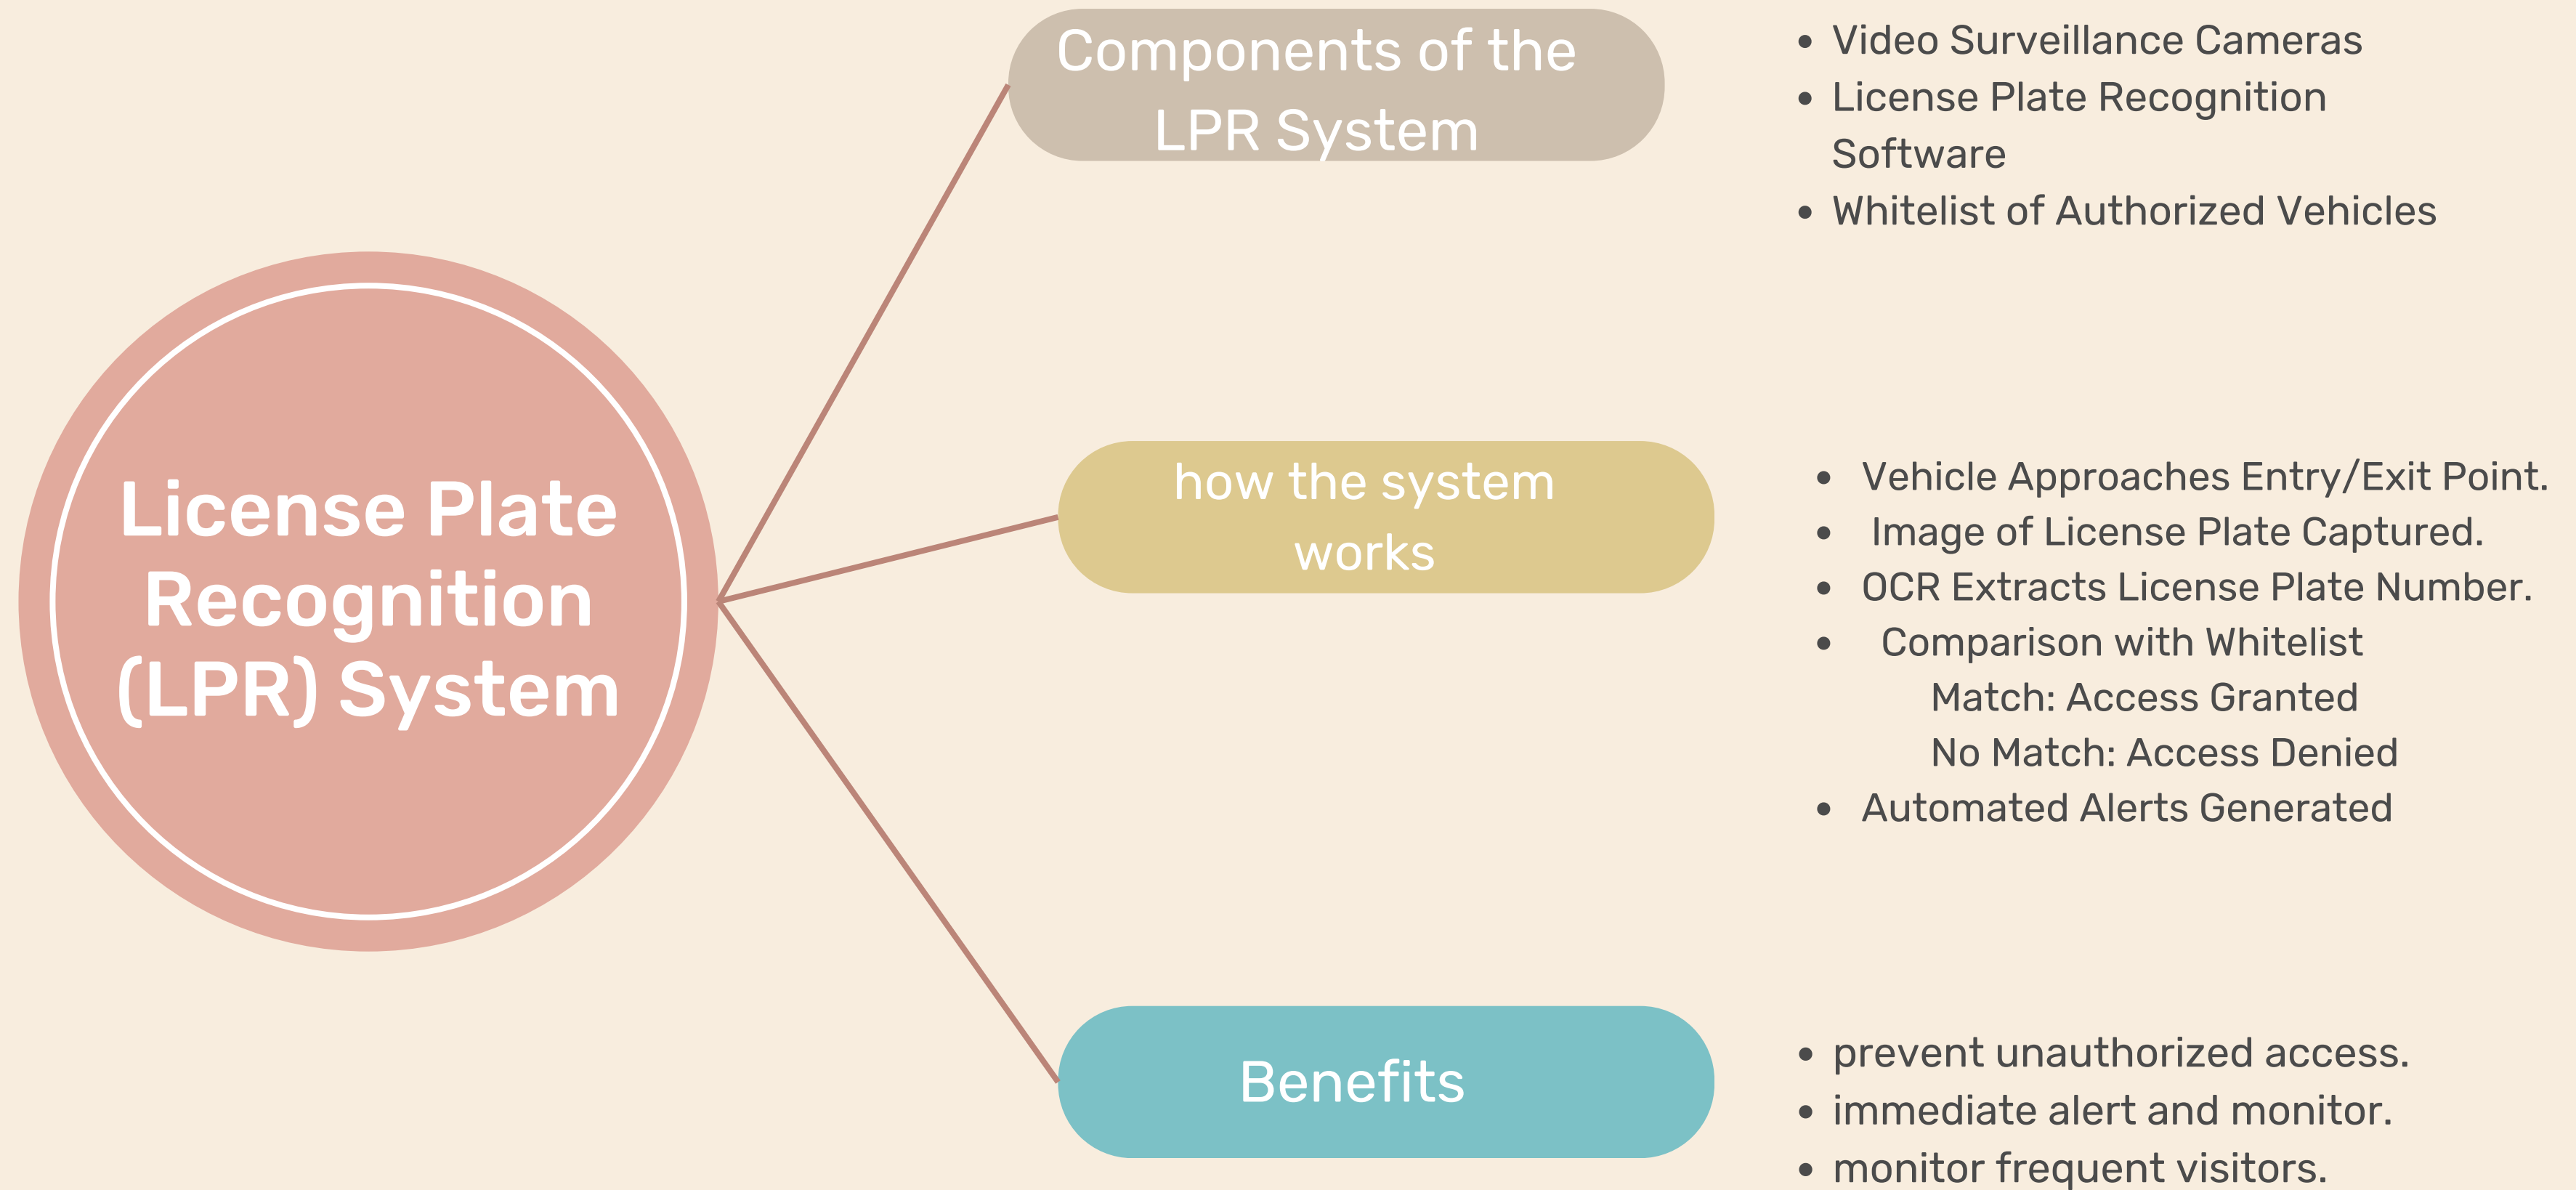 License Plate
Recognition
(LPR) System
Components of the
LPR System
• Video Surveillance Cameras
• License Plate Recognition
Software
• Whitelist of Authorized Vehicles
how the system
works
• Vehicle Approaches Entry/Exit Point.
• Image of License Plate Captured.
• OCR Extracts License Plate Number.
• Comparison with Whitelist
Match: Access Granted
No Match: Access Denied
• Automated Alerts Generated
Benefits
• prevent unauthorized access.
• immediate alert and monitor.
• monitor frequent visitors.